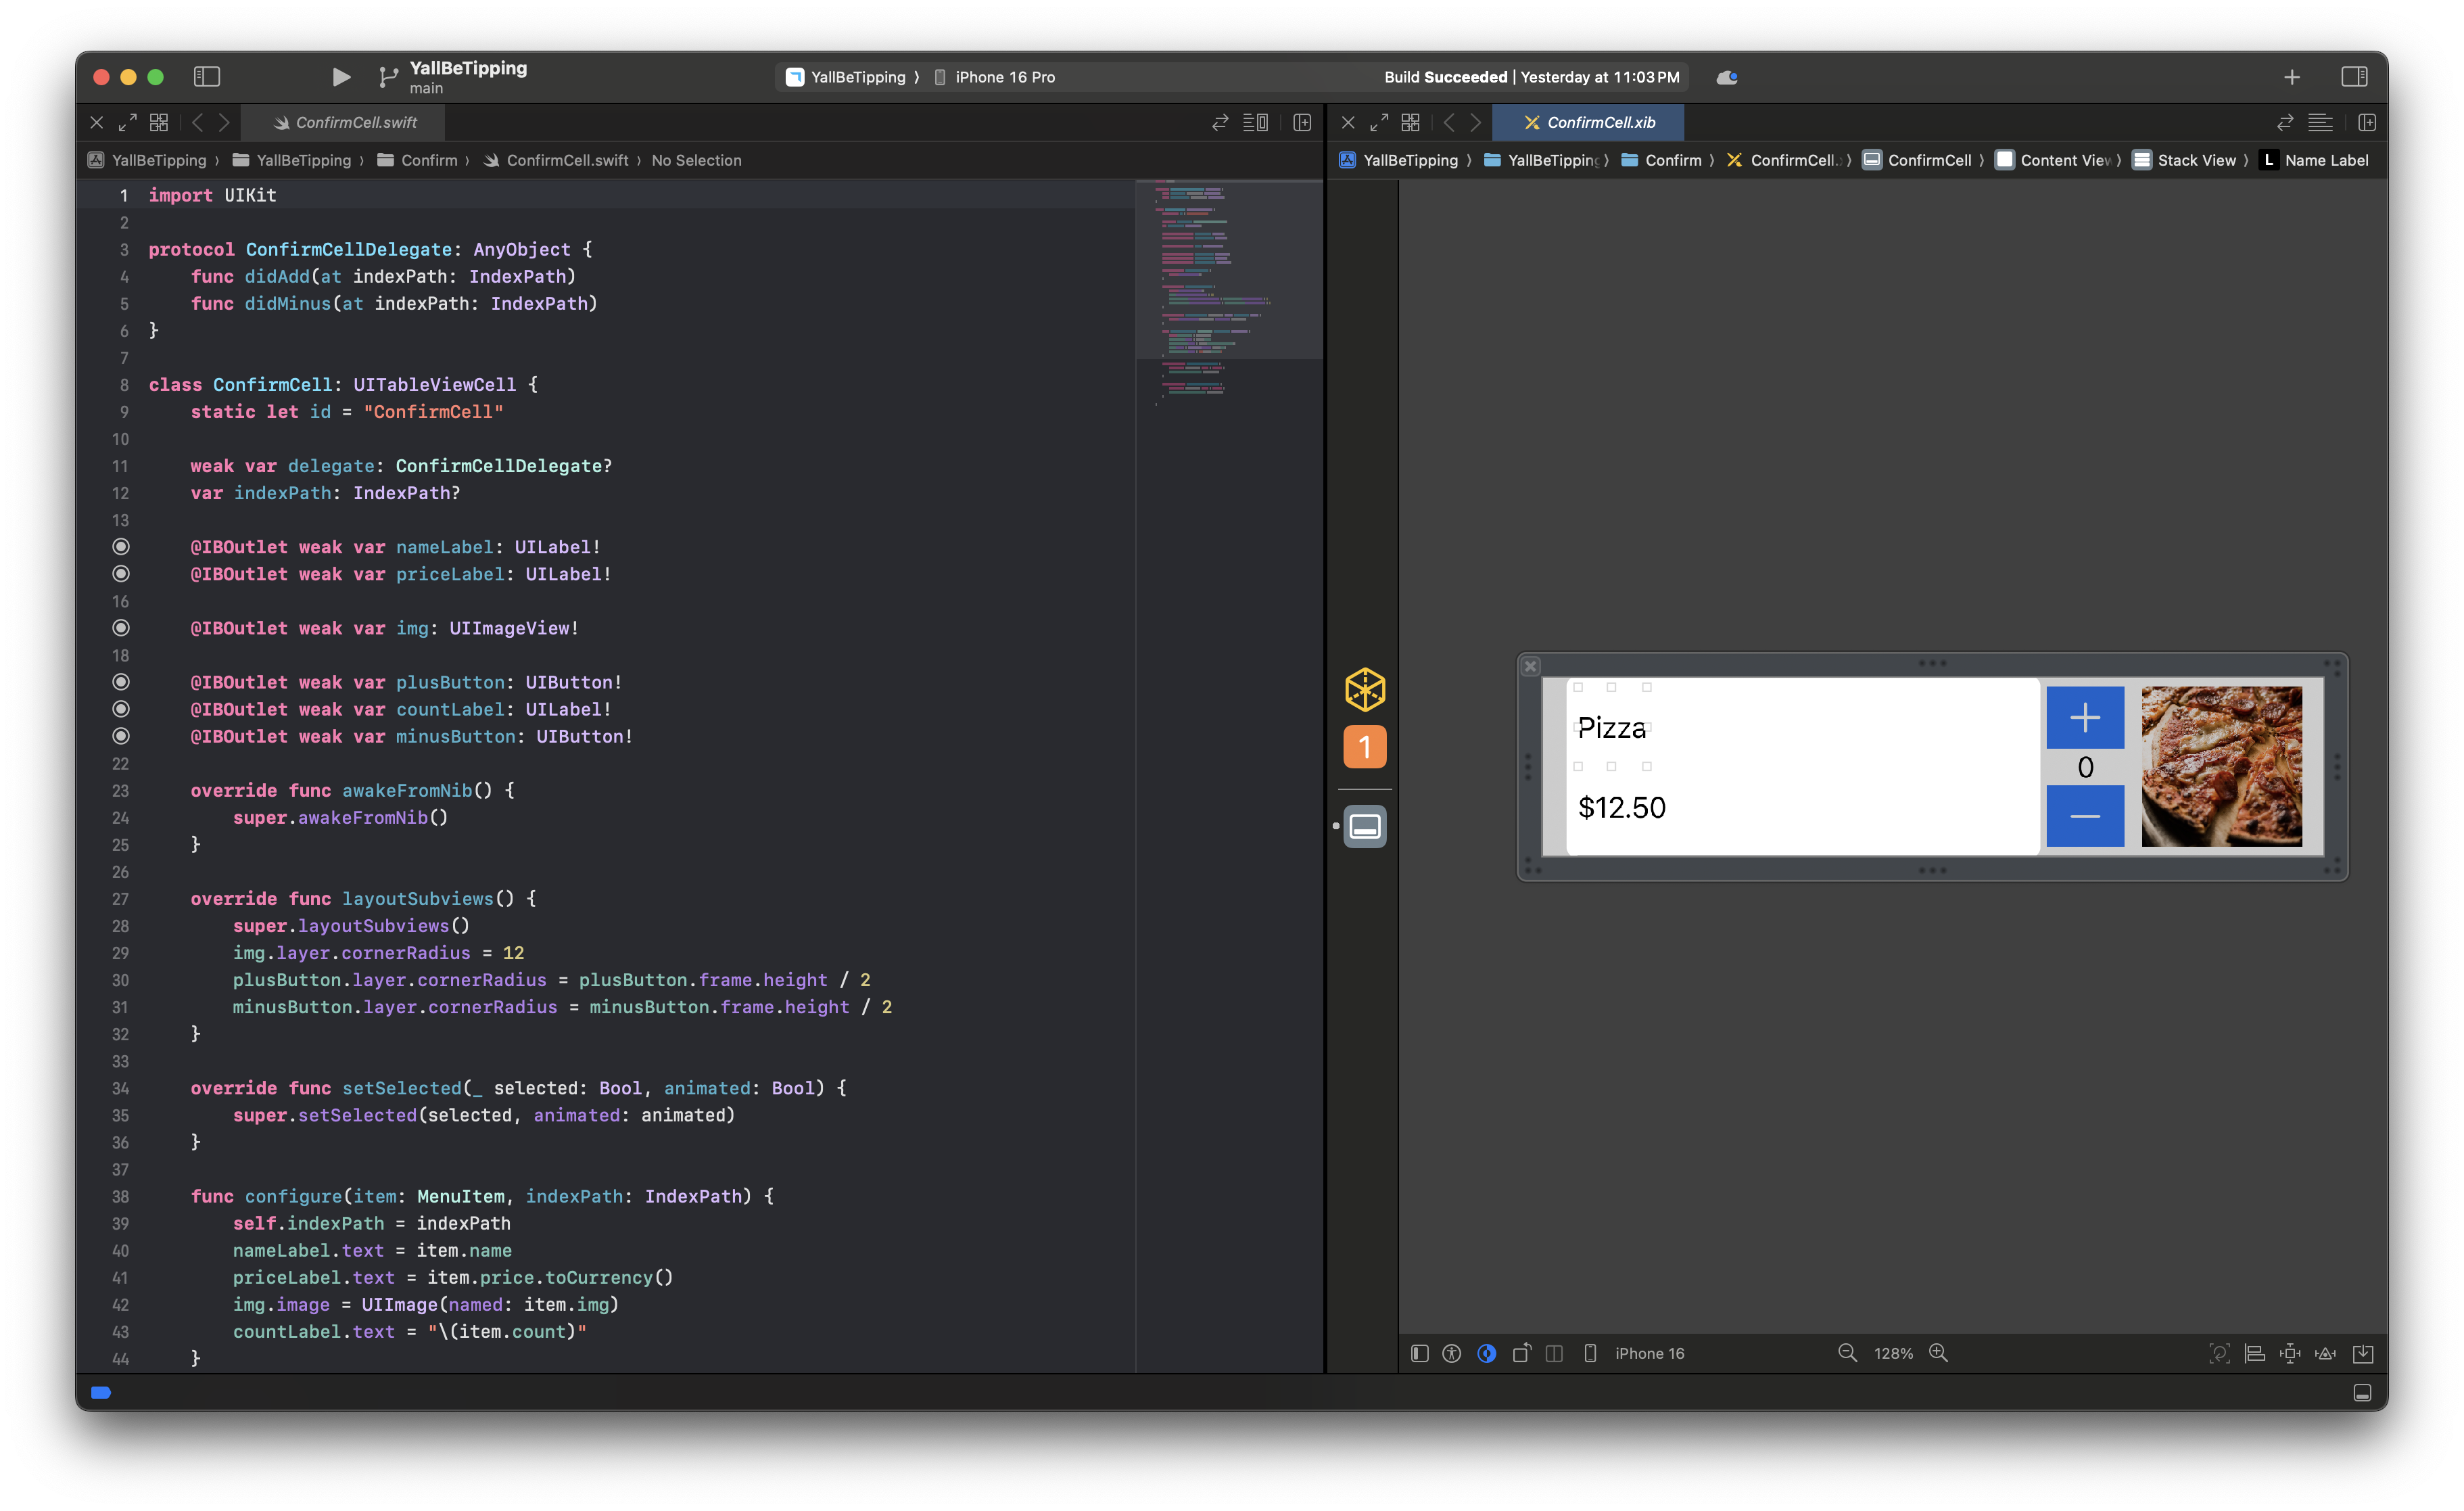 YallBeTipping
main
YallBeTipping 〉 iPhone 16 Pro
Build Succeeded | Yesterday at 11:03 PM
ConfirmCell.swift
YallBeTipping 〉 YallBeTipping 〉 Confirm 〉 ConfirmCell.swift 〉 No Selection
1 import UIKit
2
3 protocol ConfirmCellDelegate: AnyObject {
4     func didAdd(at indexPath: IndexPath)
5     func didMinus(at indexPath: IndexPath)
6 }
7
8 class ConfirmCell: UITableViewCell {
9     static let id = "ConfirmCell"
10
11     weak var delegate: ConfirmCellDelegate?
12     var indexPath: IndexPath?
13
@IBOutlet weak var nameLabel: UILabel!
@IBOutlet weak var priceLabel: UILabel!
16
@IBOutlet weak var img: UIImageView!
18
@IBOutlet weak var plusButton: UIButton!
@IBOutlet weak var countLabel: UILabel!
@IBOutlet weak var minusButton: UIButton!
22
23     override func awakeFromNib() {
24         super.awakeFromNib()
25     }
26
27     override func layoutSubviews() {
28         super.layoutSubviews()
29         img.layer.cornerRadius = 12
30         plusButton.layer.cornerRadius = plusButton.frame.height / 2
31         minusButton.layer.cornerRadius = minusButton.frame.height / 2
32     }
33
34     override func setSelected(_ selected: Bool, animated: Bool) {
35         super.setSelected(selected, animated: animated)
36     }
37
38     func configure(item: MenuItem, indexPath: IndexPath) {
39         self.indexPath = indexPath
40         nameLabel.text = item.name
41         priceLabel.text = item.price.toCurrency()
42         img.image = UIImage(named: item.img)
43         countLabel.text = "\(item.count)"
44     }
ConfirmCell.xib
YallBeTipping 〉 YallBeTipping 〉 Confirm 〉 ConfirmCell. 〉 ConfirmCell 〉 Content View 〉 Stack View 〉 L Name Label
1
Pizza
$12.50
0
iPhone 16
128%